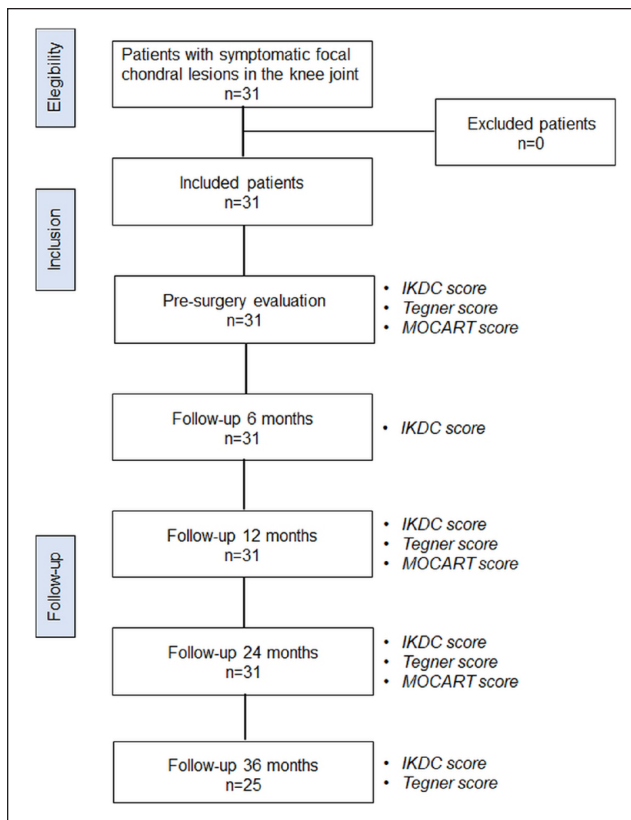 Elegibility
Patients with symptomatic focal
chondral lesions in the knee joint
n=31
Excluded patients
n=0
Inclusion
Included patients
n=31
Pre-surgery evaluation
n=31
• IKDC score
• Tegner score
• MOCART score
Follow-up
Follow-up 6 months
n=31
• IKDC score
Follow-up 12 months
n=31
• IKDC score
• Tegner score
• MOCART score
Follow-up 24 months
n=31
• IKDC score
• Tegner score
• MOCART score
Follow-up 36 months
n=25
• IKDC score
• Tegner score